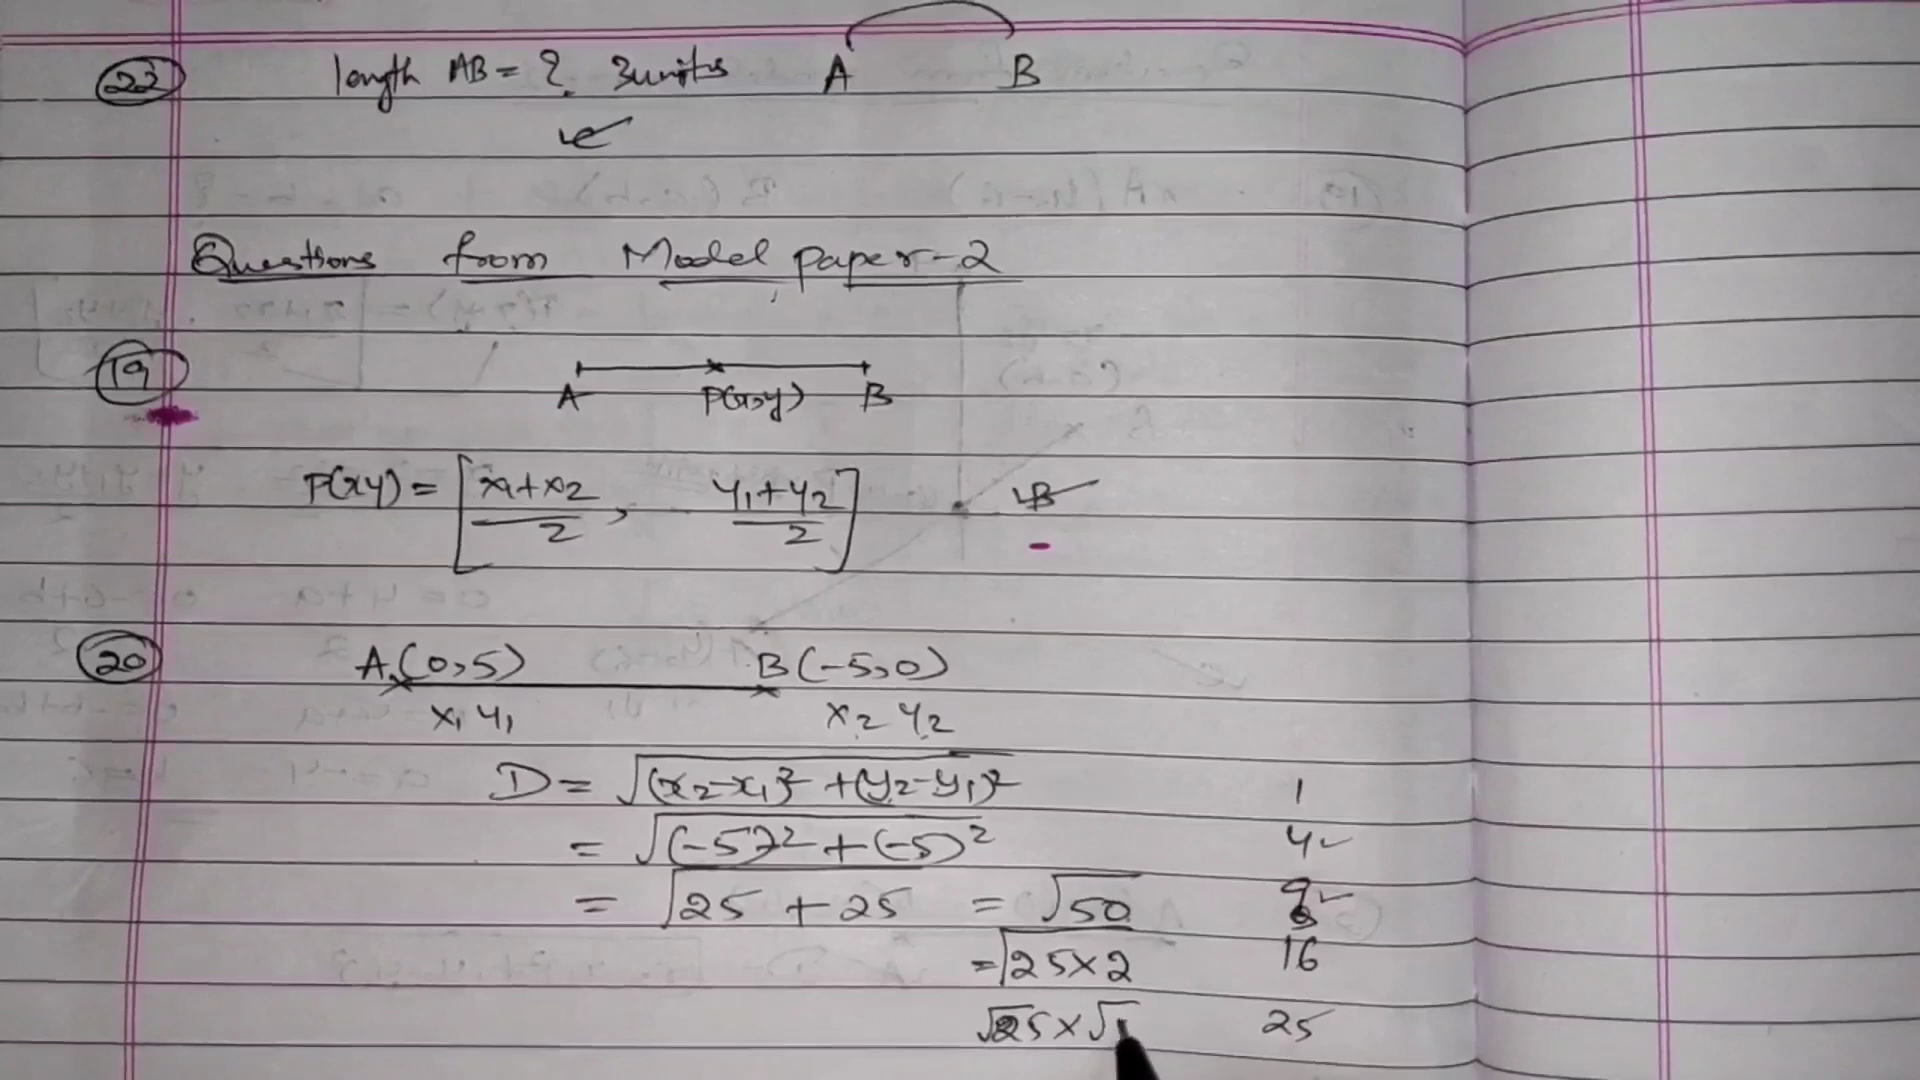 22 length AB = ? 3units A B
Questions from Model paper-2
19
A P(x,y) B
P(xy) = [x1+x2/2, y1+y2/2] B
20 A(0,5) B(-5,0)
x1 y1 x2 y2
D = √(x2-x1)² + (y2-y1)² 1
= √(-5)² + (-5)² 4
= √25 + 25 = √50 9
= √25×2 16
√25 × √ 25